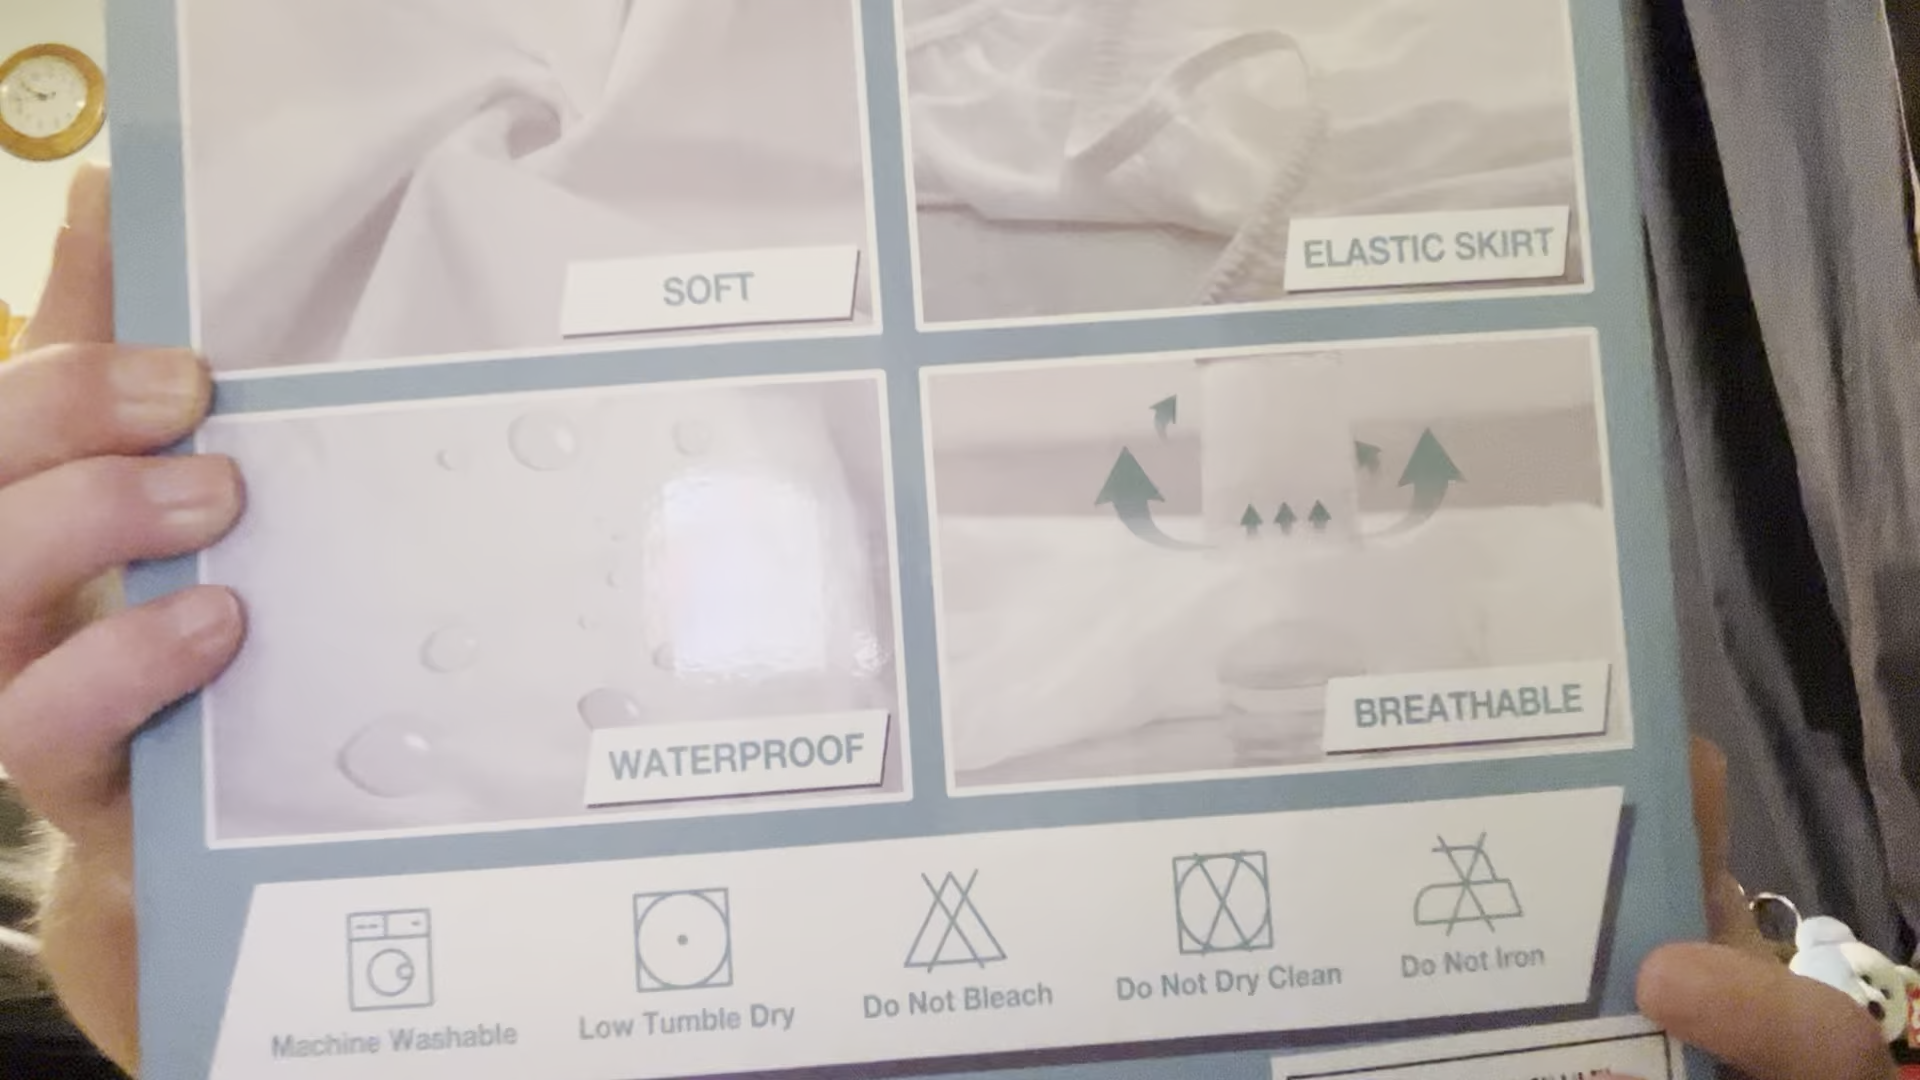 SOFT
ELASTIC SKIRT
WATERPROOF
BREATHABLE
Machine Washable
Low Tumble Dry
Do Not Bleach
Do Not Dry Clean
Do Not Iron